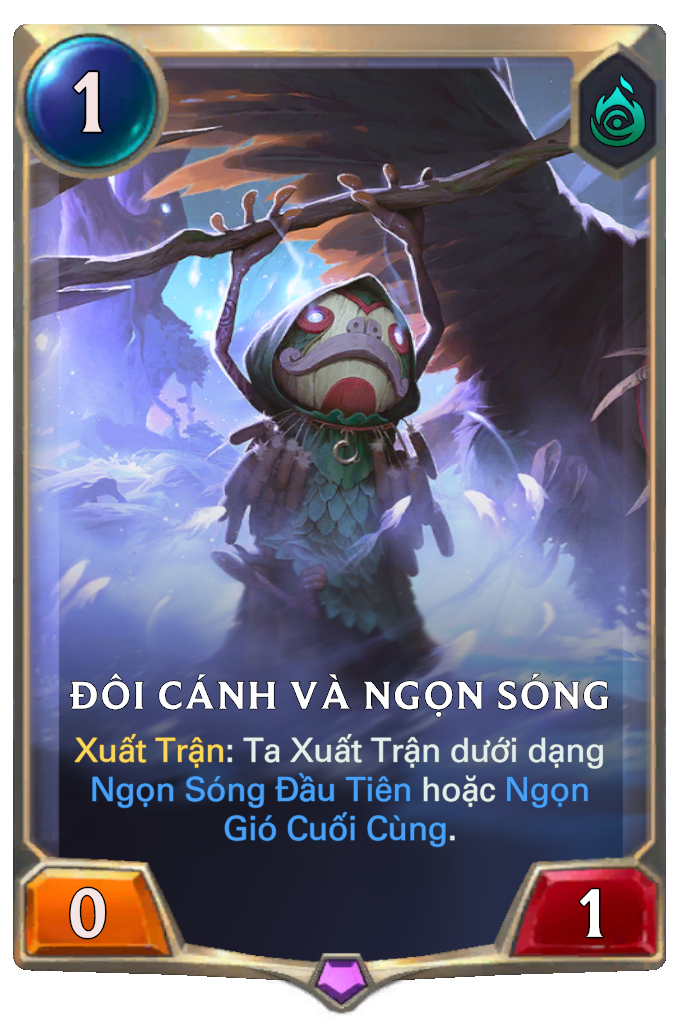 1
ĐÔI CÁNH VÀ NGỌN SÓNG
Xuất Trận: Ta Xuất Trận dưới dạng
Ngọn Sóng Đầu Tiên hoặc Ngọn
Gió Cuối Cùng.
0
1